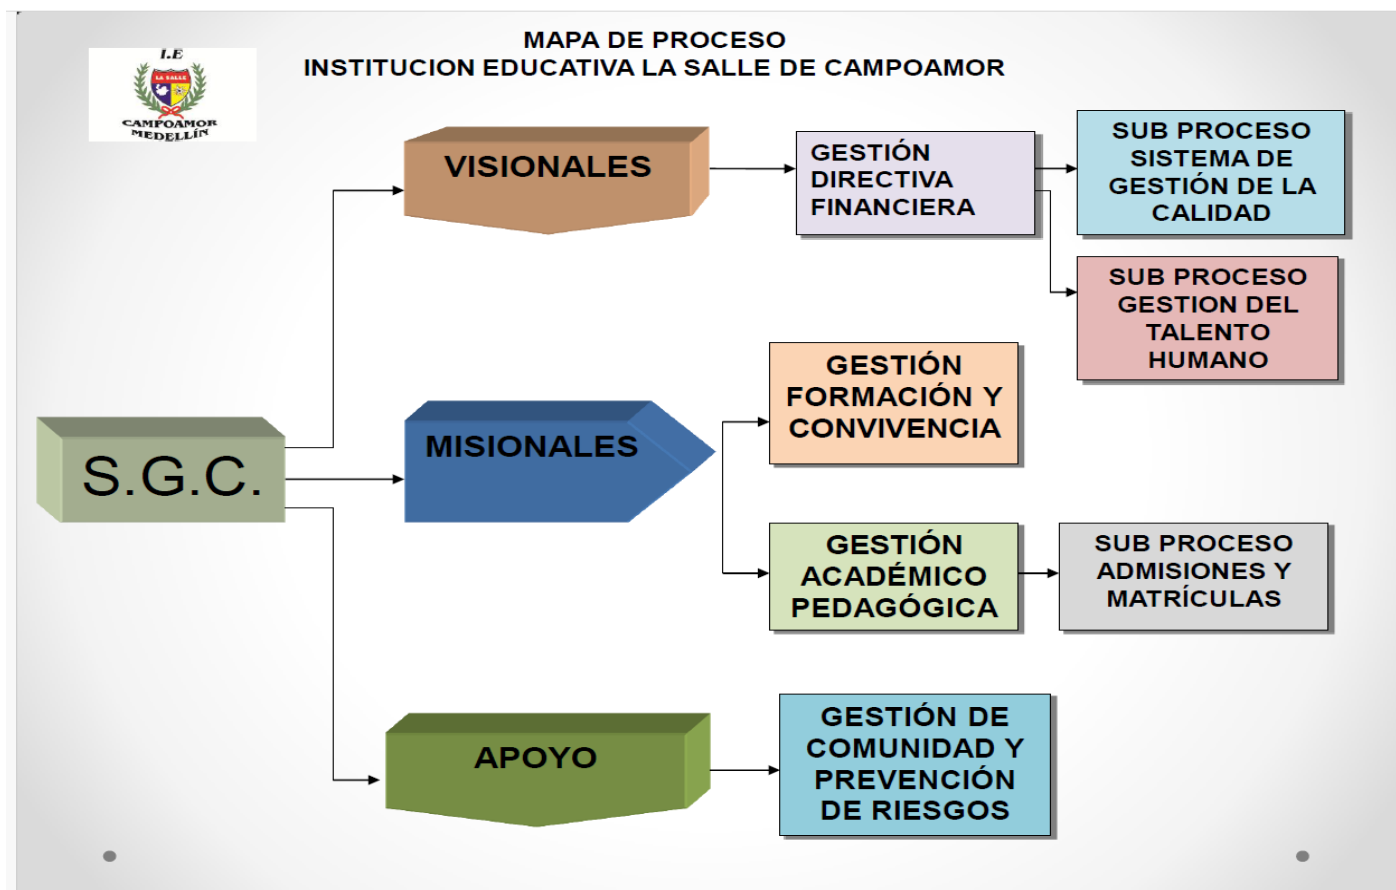 MAPA DE PROCESO
INSTITUCION EDUCATIVA LA SALLE DE CAMPOAMOR
I.E
LA SALLE
CAMPOAMOR
MEDELLÍN
VISIONALES
GESTIÓN
DIRECTIVA
FINANCIERA
SUB PROCESO
SISTEMA DE
GESTIÓN DE LA
CALIDAD
SUB PROCESO
GESTION DEL
TALENTO
HUMANO
S.G.C.
MISIONALES
GESTIÓN
FORMACIÓN Y
CONVIVENCIA
GESTIÓN
ACADÉMICO
PEDAGÓGICA
SUB PROCESO
ADMISIONES Y
MATRÍCULAS
APOYO
GESTIÓN DE
COMUNIDAD Y
PREVENCIÓN
DE RIESGOS